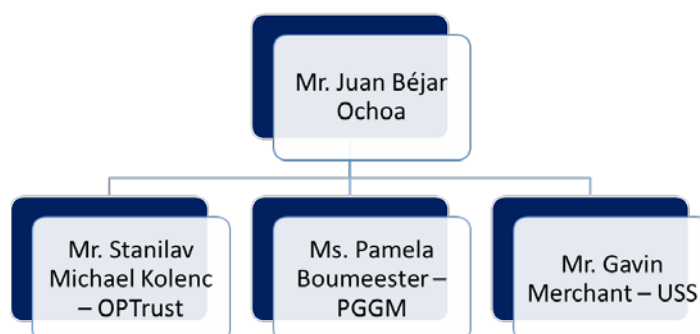 Mr. Juan Béjar
Ochoa
Mr. Stanilav
Michael Kolenc
– OPTrust
Ms. Pamela
Boumeester –
PGGM
Mr. Gavin
Merchant – USS